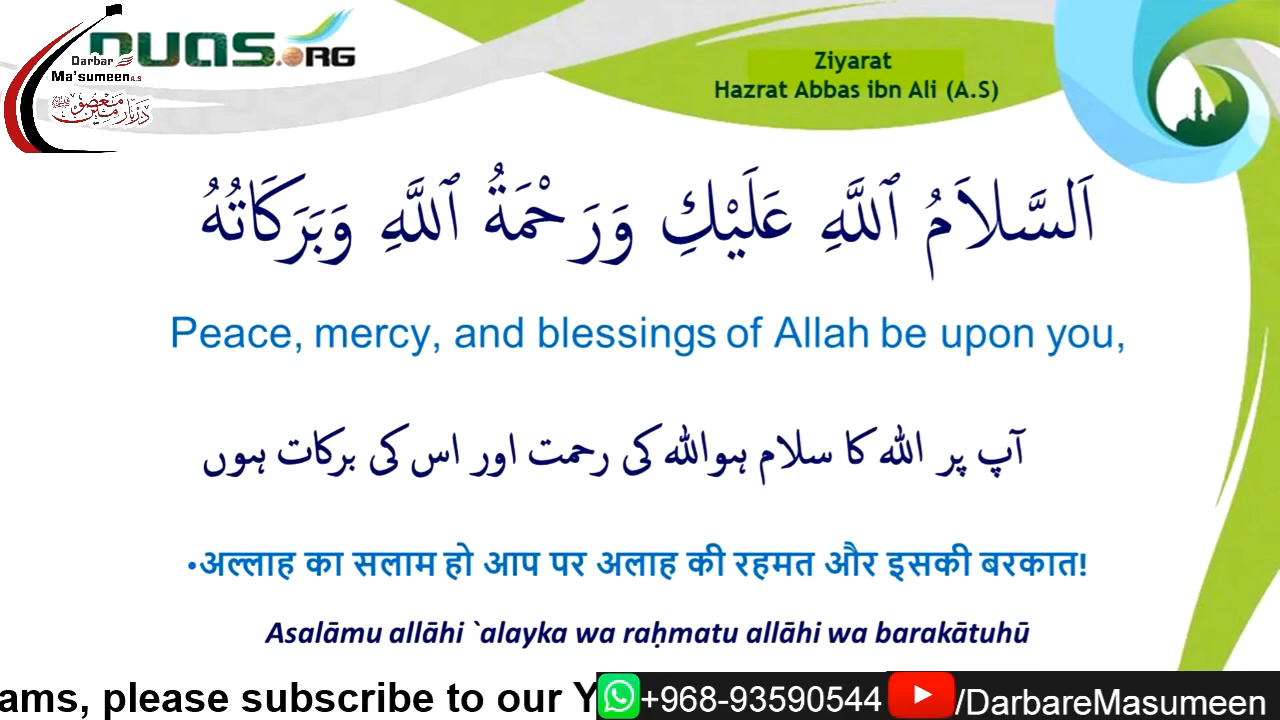 DUAS.ORG
Darbar
Ma'sumeen A.S
Ziyarat
Hazrat Abbas ibn Ali (A.S)
اَلسَّلاَمُ ٱللَّهِ عَلَيْكِ وَرَحْمَةُ ٱللَّهِ وَبَرَكَاتُهُ
Peace, mercy, and blessings of Allah be upon you,
آپ پر اللہ کا سلام ہواللہ کی رحمت اور اس کی برکات ہوں
•अल्लाह का सलाम हो आप पर अलाह की रहमत और इसकी बरकात!
Asalāmu allāhi `alayka wa raḥmatu allāhi wa barakātuhū
ams, please subscribe to our Y
+968-93590544
/DarbareMasumeen